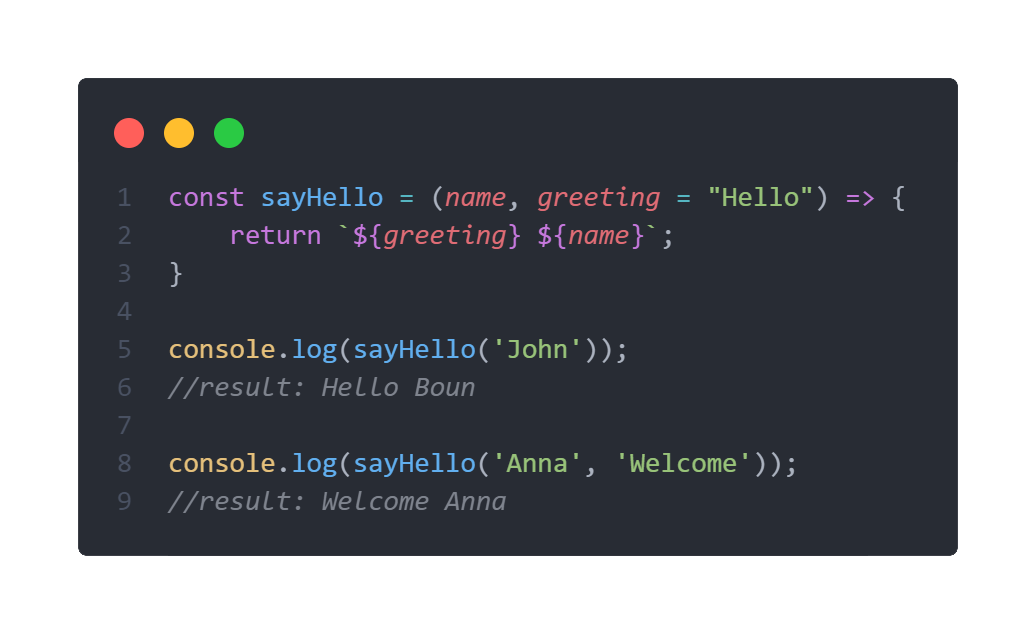 1 const sayHello = (name, greeting = "Hello") => {
2     return `${greeting} ${name}`;
3 }
4
5 console.log(sayHello('John'));
6 //result: Hello Boun
7
8 console.log(sayHello('Anna', 'Welcome'));
9 //result: Welcome Anna